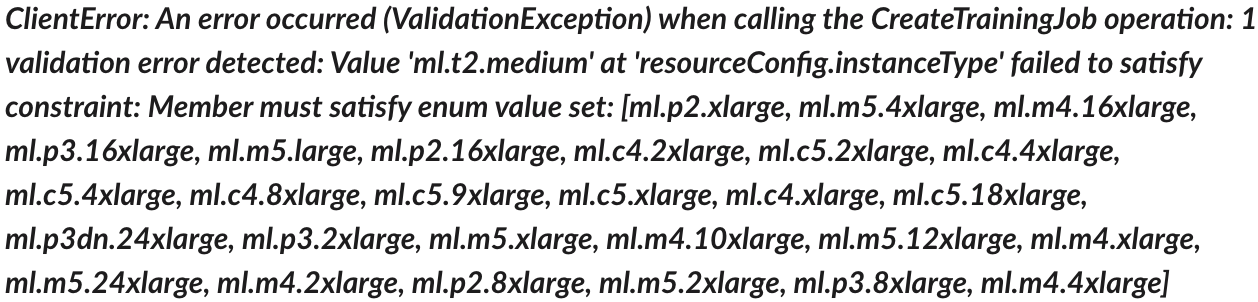 ClientError: An error occurred (ValidationException) when calling the CreateTrainingJob operation: 1
validation error detected: Value 'ml.t2.medium' at 'resourceConfig.instanceType' failed to satisfy
constraint: Member must satisfy enum value set: [ml.p2.xlarge, ml.m5.4xlarge, ml.m4.16xlarge,
ml.p3.16xlarge, ml.m5.large, ml.p2.16xlarge, ml.c4.2xlarge, ml.c5.2xlarge, ml.c4.4xlarge,
ml.c5.4xlarge, ml.c4.8xlarge, ml.c5.9xlarge, ml.c5.xlarge, ml.c4.xlarge, ml.c5.18xlarge,
ml.p3dn.24xlarge, ml.p3.2xlarge, ml.m5.xlarge, ml.m4.10xlarge, ml.m5.12xlarge, ml.m4.xlarge,
ml.m5.24xlarge, ml.m4.2xlarge, ml.p2.8xlarge, ml.m5.2xlarge, ml.p3.8xlarge, ml.m4.4xlarge]